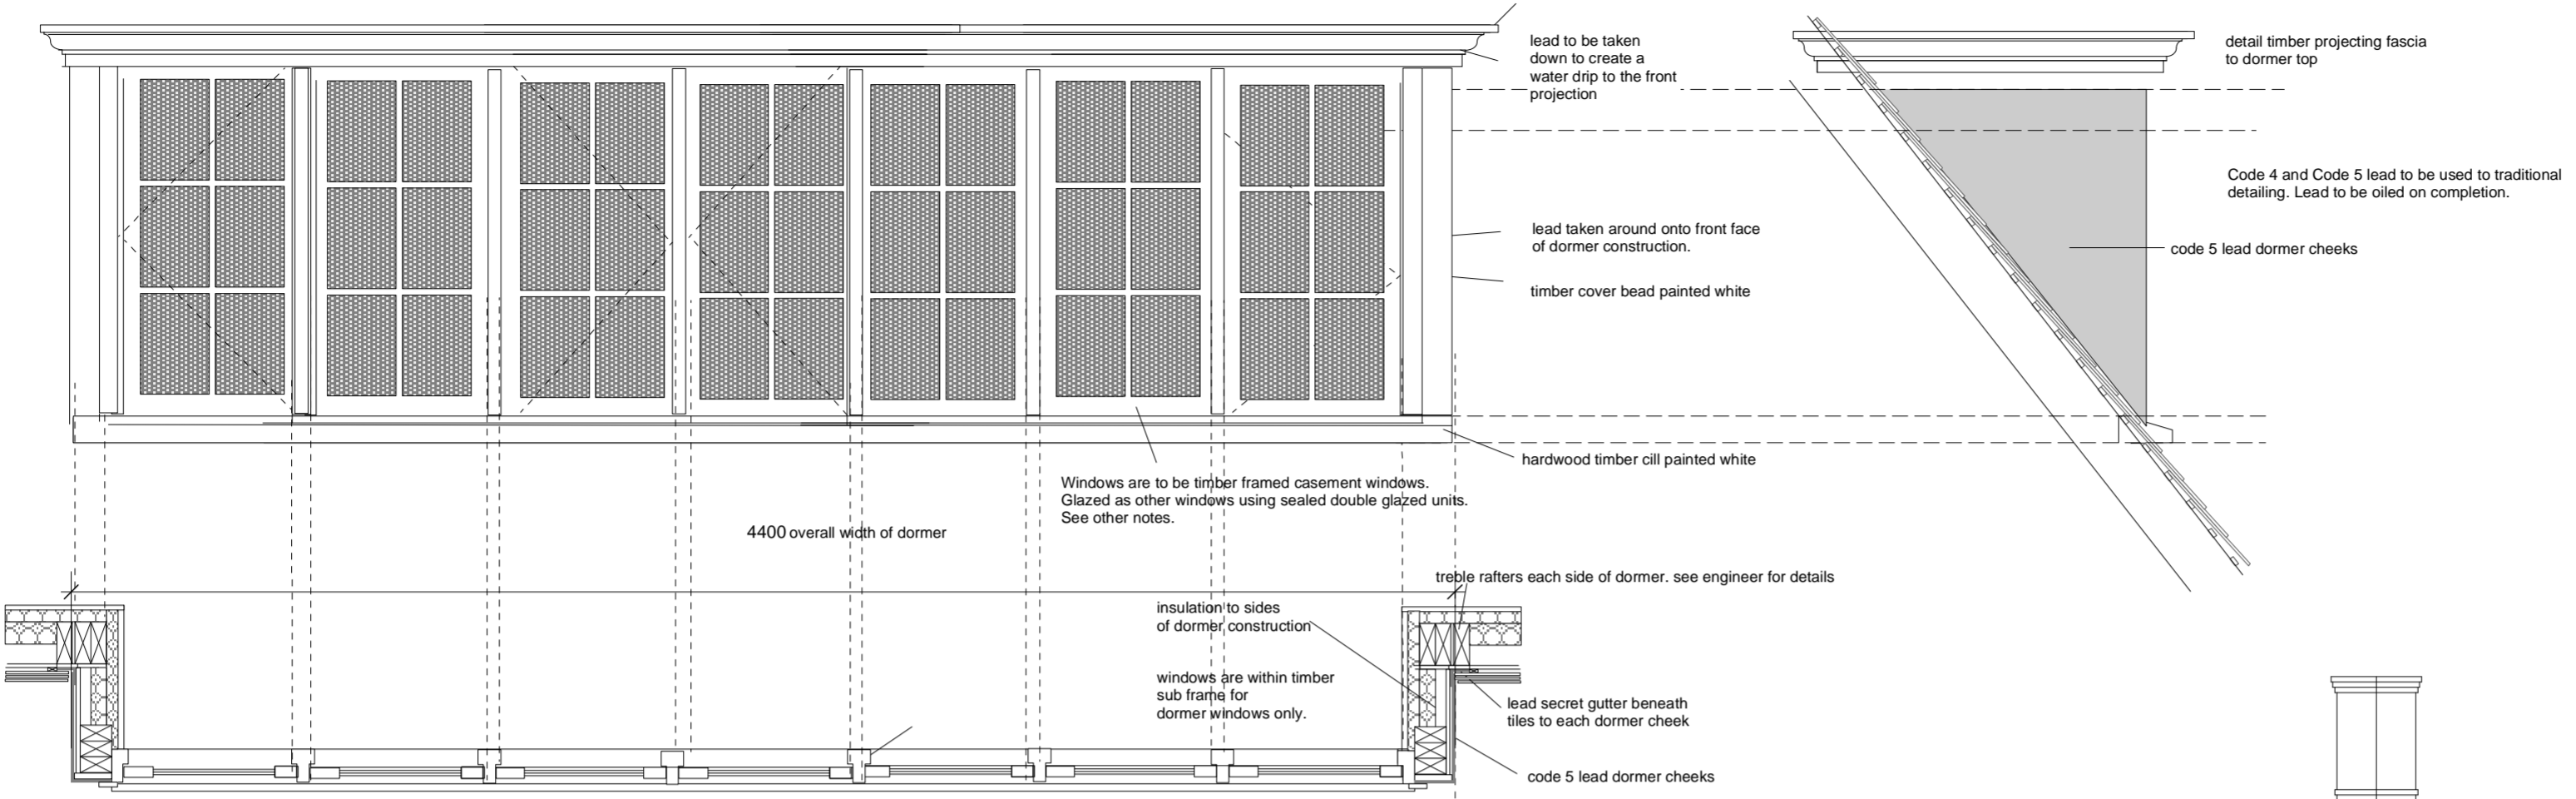 lead to be taken
down to create a
water drip to the front
projection
detail timber projecting fascia
to dormer top
Code 4 and Code 5 lead to be used to traditional
detailing. Lead to be oiled on completion.
lead taken around onto front face
of dormer construction.
code 5 lead dormer cheeks
timber cover bead painted white
hardwood timber cill painted white
Windows are to be timber framed casement windows.
Glazed as other windows using sealed double glazed units.
See other notes.
4400 overall width of dormer
treble rafters each side of dormer. see engineer for details
insulation to sides
of dormer construction
windows are within timber
sub frame for
dormer windows only.
lead secret gutter beneath
tiles to each dormer cheek
code 5 lead dormer cheeks